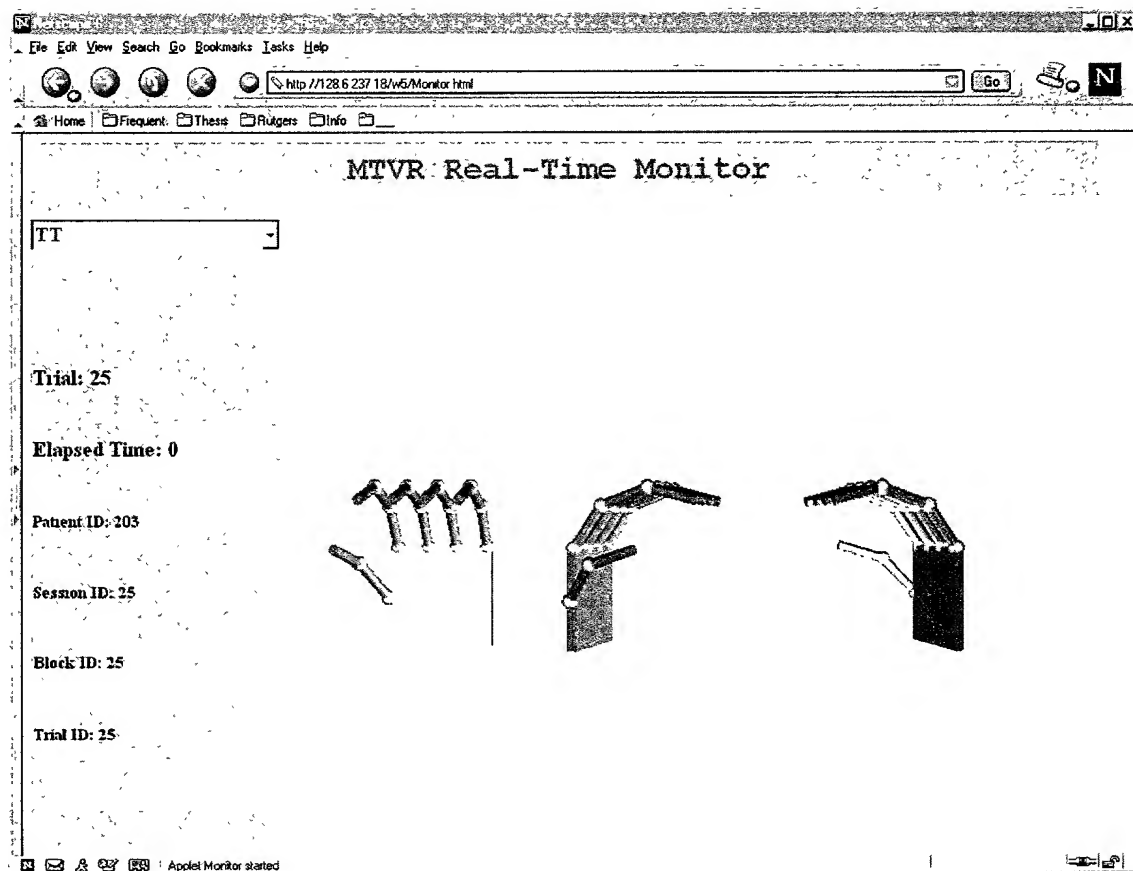 File Edit View Search Go Bookmarks Tasks Help
http //128.6 237 18/w5/Monitor html
Go
N
Home Frequent Thesis Rutgers Info
MTVR Real-Time Monitor
TT
Trial: 25
Elapsed Time: 0
Patient ID: 203
Session ID: 25
Block ID: 25
Trial ID: 25
Applet Monitor started